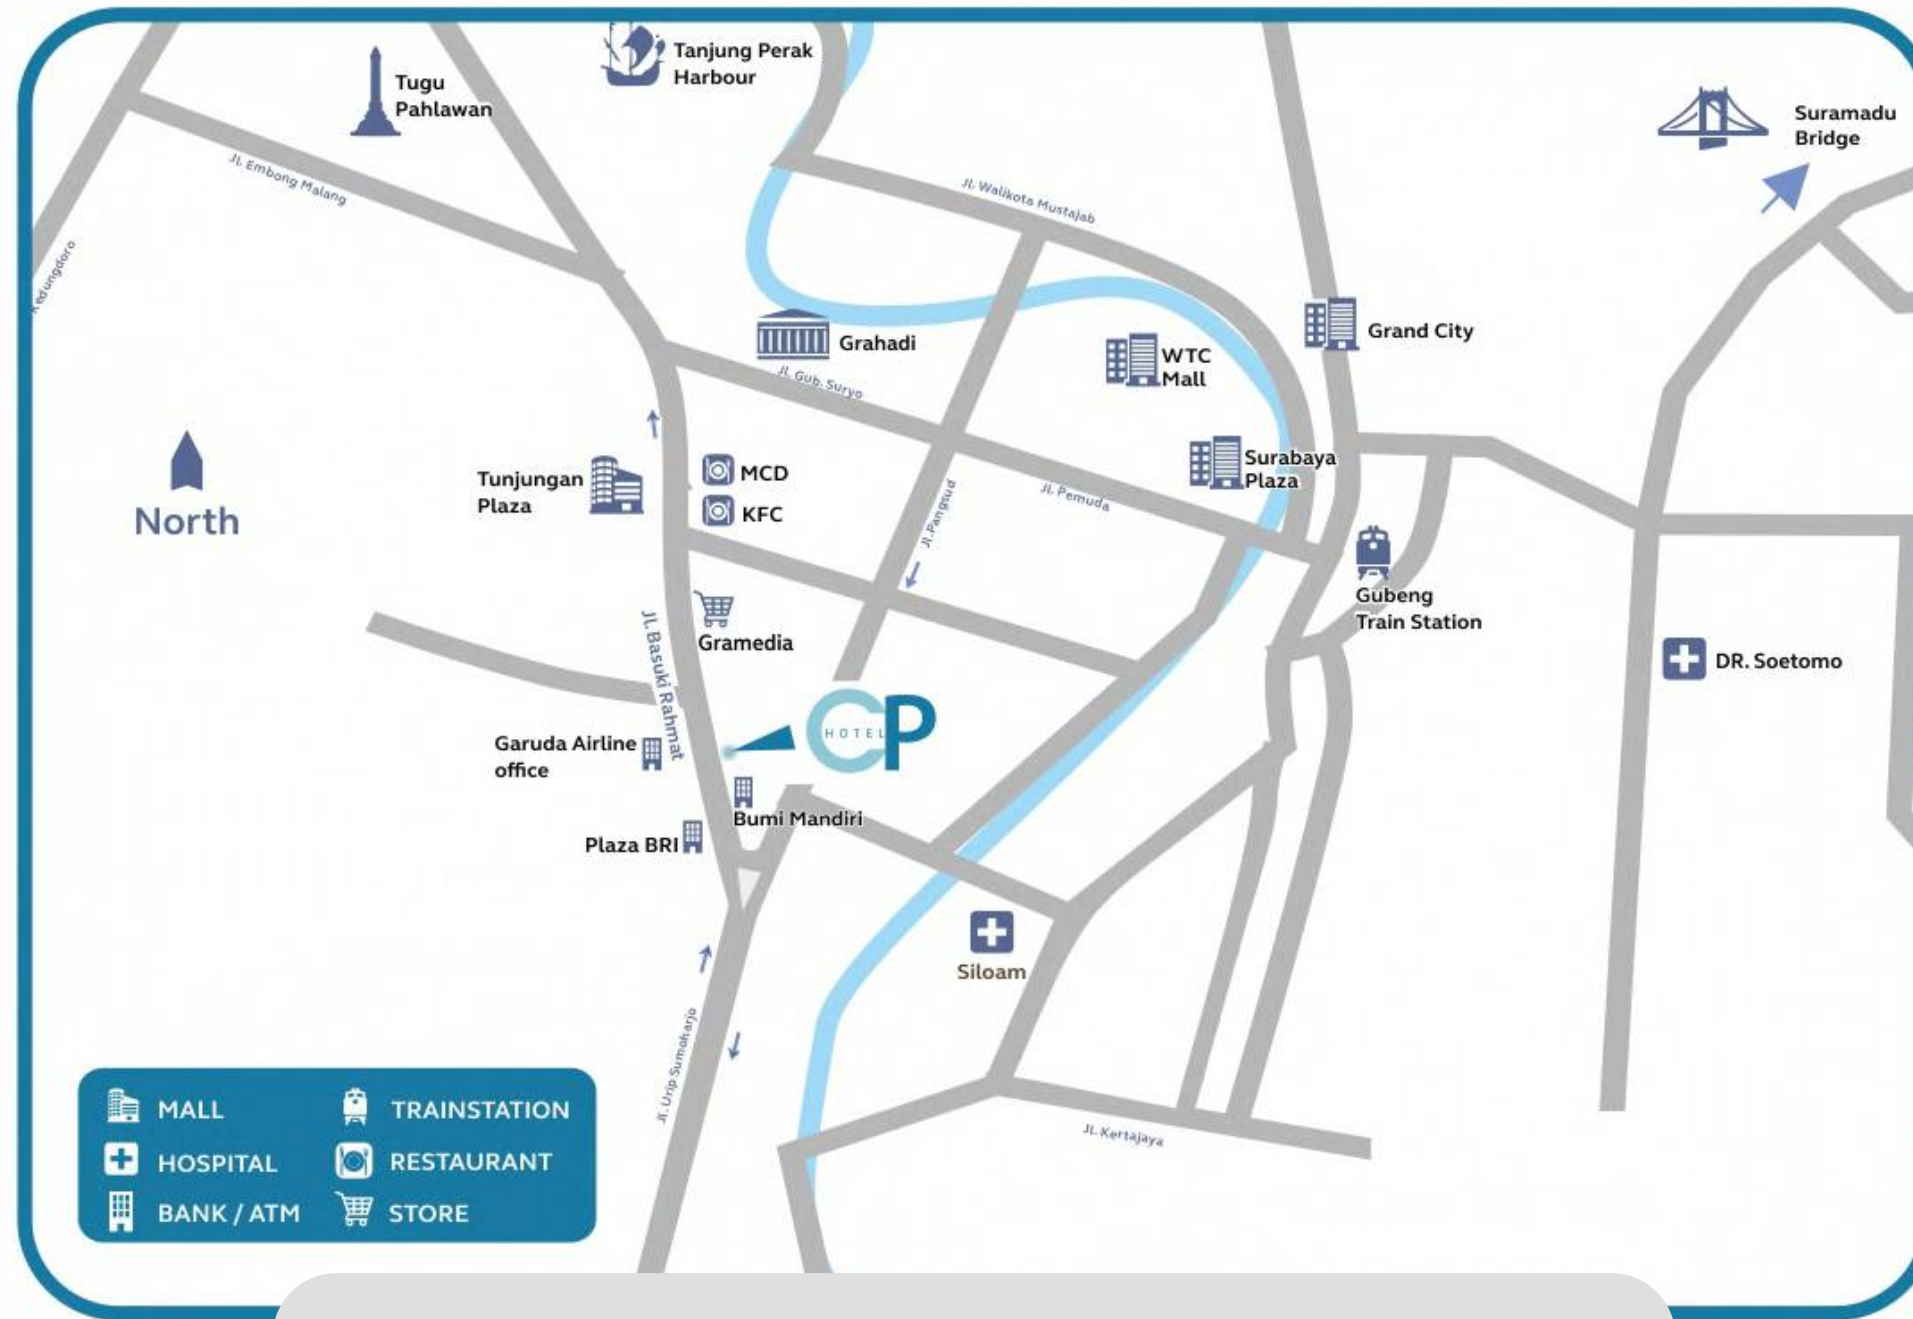 Tanjung Perak
Harbour
Tugu
Pahlawan
Suramadu
Bridge
Jl. Embong Malang
Jl. Walikota Mustajab
Kedungdoro
Grahadi
Grand City
WTC
Mall
Jl. Gub. Suryo
North
Tunjungan
Plaza
MCD
KFC
Jl. Pangsud
Jl. Pemuda
Surabaya
Plaza
Gubeng
Train Station
Gramedia
Jl. Basuki Rahmat
DR. Soetomo
CP
HOTEL
Garuda Airline
office
Bumi Mandiri
Plaza BRI
Siloam
Jl. Urip Sumoharjo
Jl. Kertajaya
MALL
TRAINSTATION
HOSPITAL
RESTAURANT
BANK / ATM
STORE